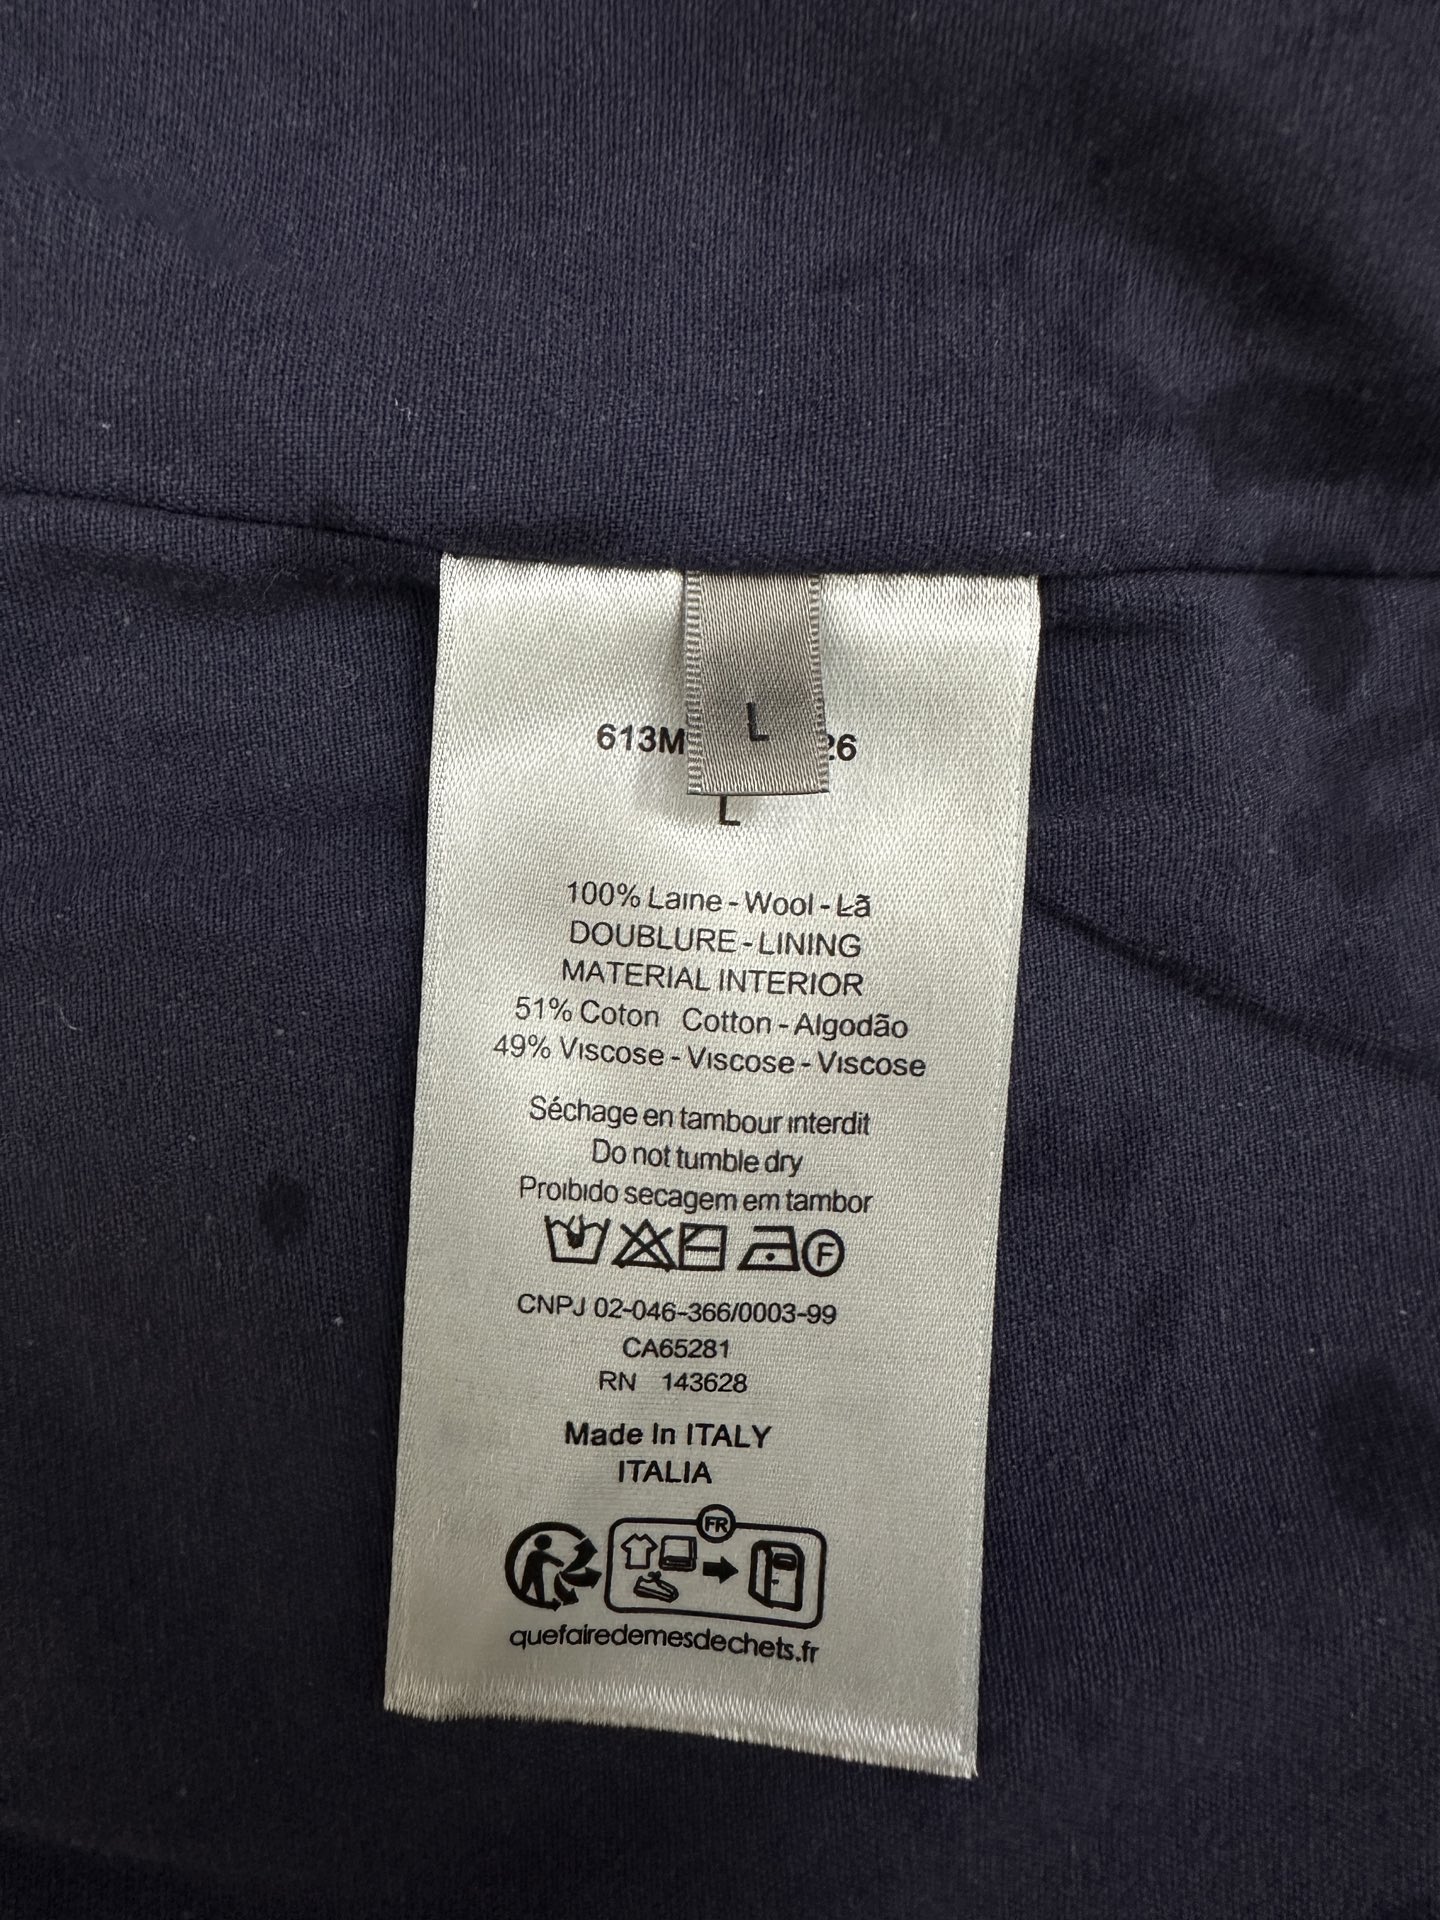 L
613M 26
L
100% Laine - Wool - Lã
DOUBLURE - LINING
MATERIAL INTERIOR
51% Coton Cotton - Algodão
49% Viscose - Viscose - Viscose
Séchage en tambour interdit
Do not tumble dry
Proibido secagem em tambor
F
CNPJ 02-046-366/0003-99
CA65281
RN 143628
Made In ITALY
ITALIA
FR
quefairedemesdechets.fr